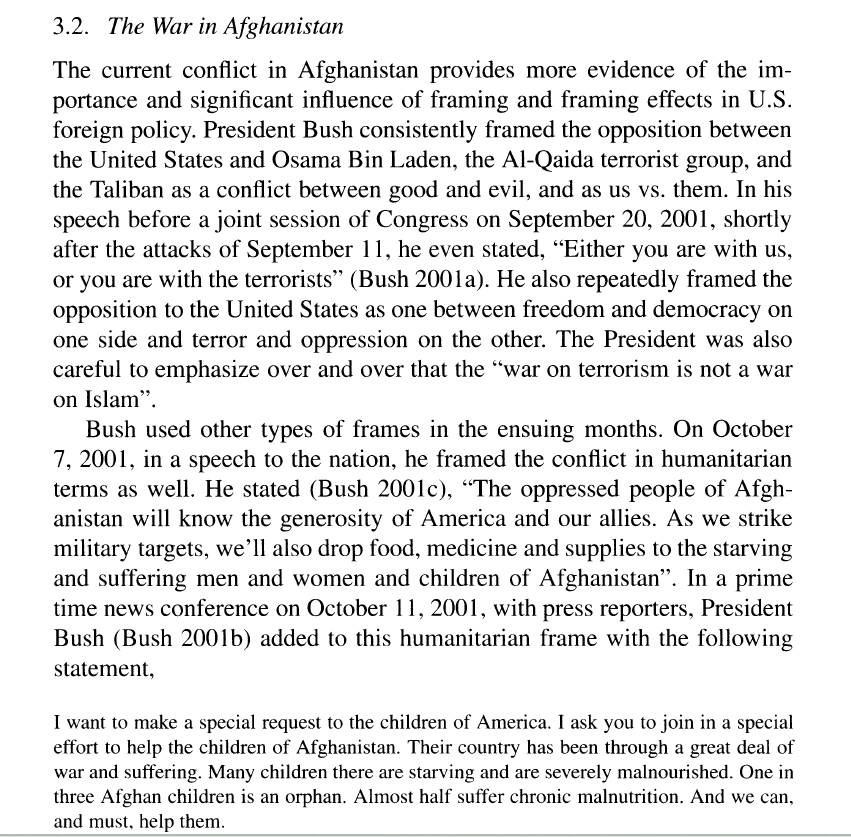 3.2. The War in Afghanistan
The current conflict in Afghanistan provides more evidence of the im-
portance and significant influence of framing and framing effects in U.S.
foreign policy. President Bush consistently framed the opposition between
the United States and Osama Bin Laden, the Al-Qaida terrorist group, and
the Taliban as a conflict between good and evil, and as us vs. them. In his
speech before a joint session of Congress on September 20, 2001, shortly
after the attacks of September 11, he even stated, “Either you are with us,
or you are with the terrorists” (Bush 2001a). He also repeatedly framed the
opposition to the United States as one between freedom and democracy on
one side and terror and oppression on the other. The President was also
careful to emphasize over and over that the “war on terrorism is not a war
on Islam”.
Bush used other types of frames in the ensuing months. On October
7, 2001, in a speech to the nation, he framed the conflict in humanitarian
terms as well. He stated (Bush 2001c), “The oppressed people of Afgh-
anistan will know the generosity of America and our allies. As we strike
military targets, we’ll also drop food, medicine and supplies to the starving
and suffering men and women and children of Afghanistan”. In a prime
time news conference on October 11, 2001, with press reporters, President
Bush (Bush 2001b) added to this humanitarian frame with the following
statement,
I want to make a special request to the children of America. I ask you to join in a special
effort to help the children of Afghanistan. Their country has been through a great deal of
war and suffering. Many children there are starving and are severely malnourished. One in
three Afghan children is an orphan. Almost half suffer chronic malnutrition. And we can,
and must, help them.